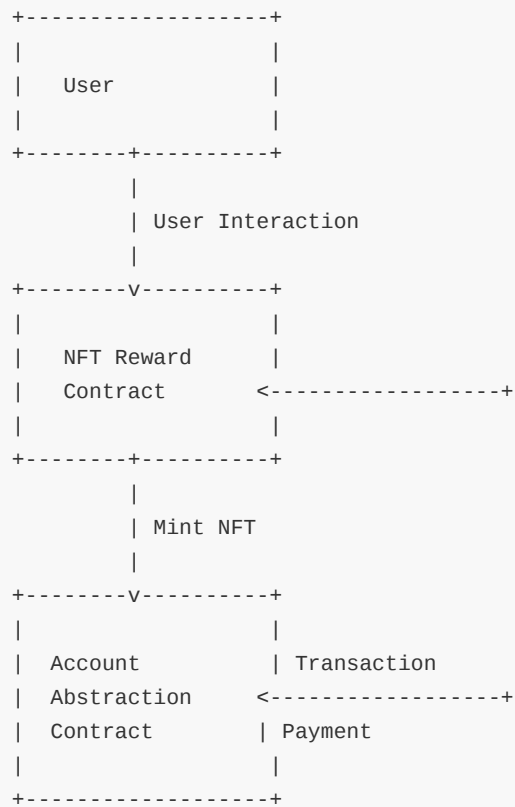 +-------------------+
|                   |
|   User            |
|                   |
+--------+----------+
         |
         | User Interaction
         |
+--------v----------+
|                   |
|   NFT Reward      |
|   Contract       <-----------------+
|                   |
+--------+----------+
         |
         | Mint NFT
         |
+--------v----------+
|                   |
|  Account          | Transaction
|  Abstraction     <------------------+
|  Contract        | Payment
|                   |
+-------------------+